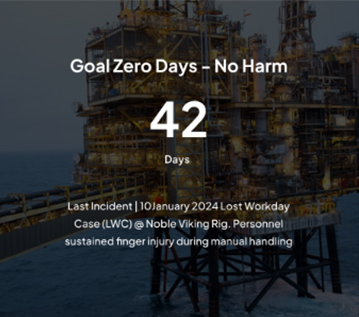 Goal Zero Days – No Harm
42
Days
Last Incident | 10 January 2024 Lost Workday
Case (LWC) @ Noble Viking Rig. Personnel
sustained finger injury during manual handling